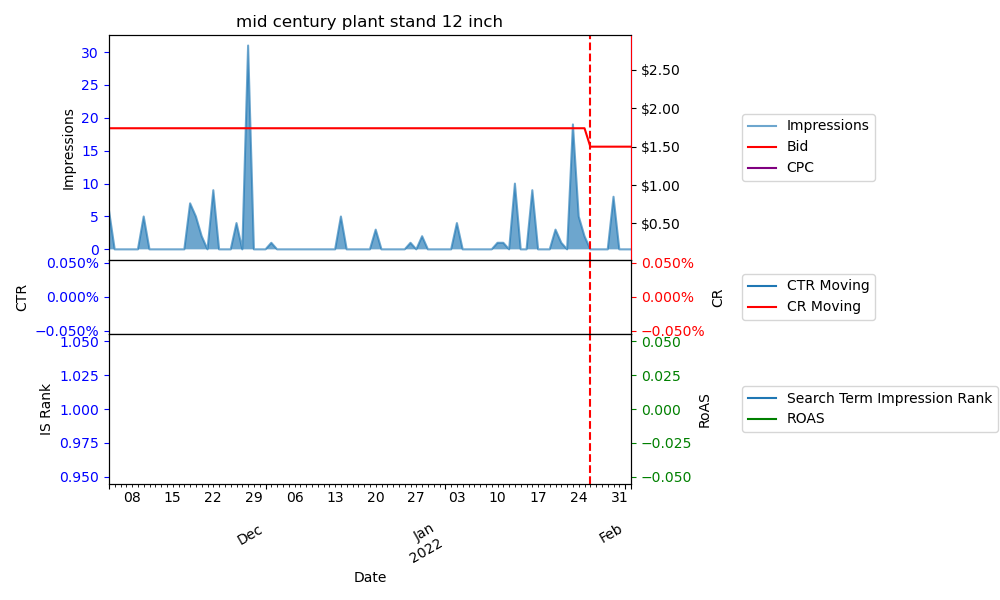 mid century plant stand 12 inch
30
25
20
15
10
5
0
Impressions
$2.50
$2.00
$1.50
$1.00
$0.50
Impressions
Bid
CPC
0.050%
0.000%
−0.050%
CTR
0.050%
0.000%
−0.050%
CR
CTR Moving
CR Moving
1.050
1.025
1.000
0.975
0.950
IS Rank
0.050
0.025
0.000
−0.025
−0.050
RoAS
Search Term Impression Rank
ROAS
08 15 22 29 06 13 20 27 03 10 17 24 31
Dec Jan Feb
2022
Date